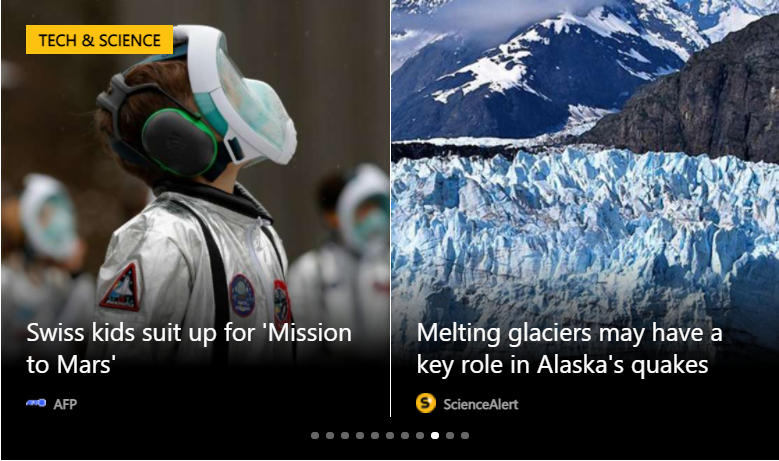 TECH & SCIENCE
Swiss kids suit up for 'Mission
to Mars'
AFP
Melting glaciers may have a
key role in Alaska's quakes
ScienceAlert